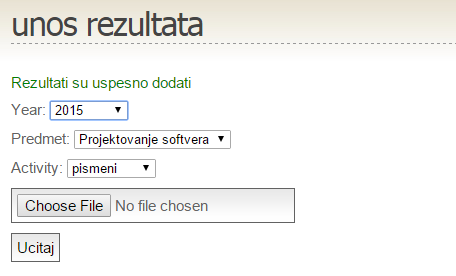 unos rezultata
Rezultati su uspesno dodati
Year: 2015
Predmet: Projektovanje softvera
Activity: pismeni
Choose File No file chosen
Ucitaj